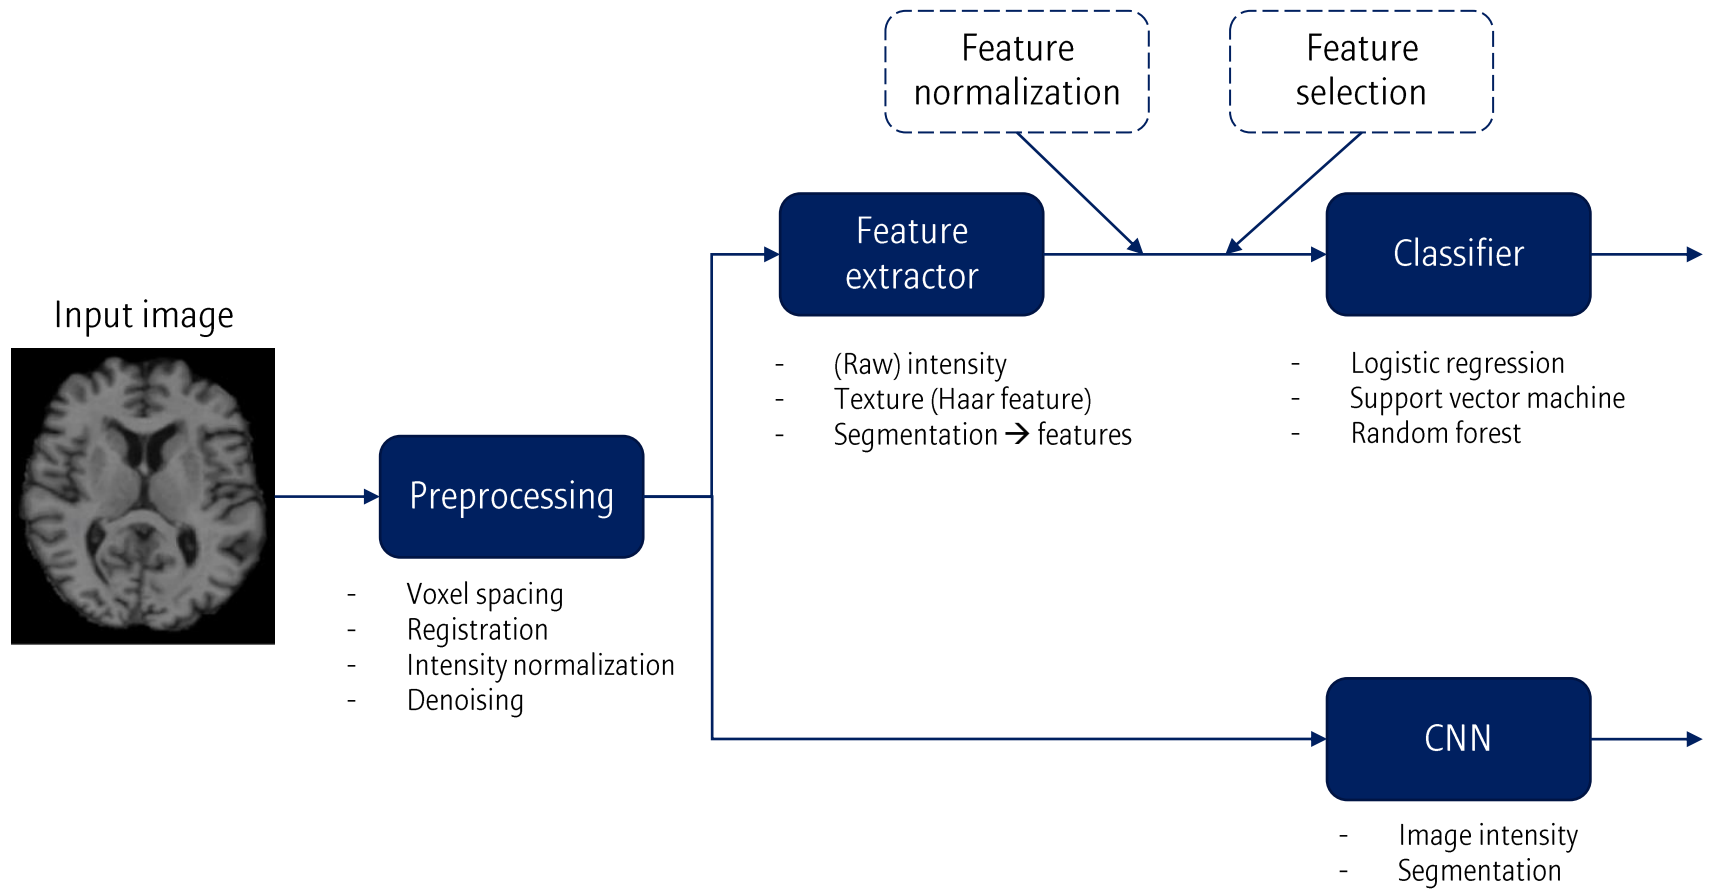 Feature
normalization
Feature
selection
Feature
extractor
Classifier
Input image
- (Raw) intensity
- Texture (Haar feature)
- Segmentation → features
- Logistic regression
- Support vector machine
- Random forest
Preprocessing
- Voxel spacing
- Registration
- Intensity normalization
- Denoising
CNN
- Image intensity
- Segmentation